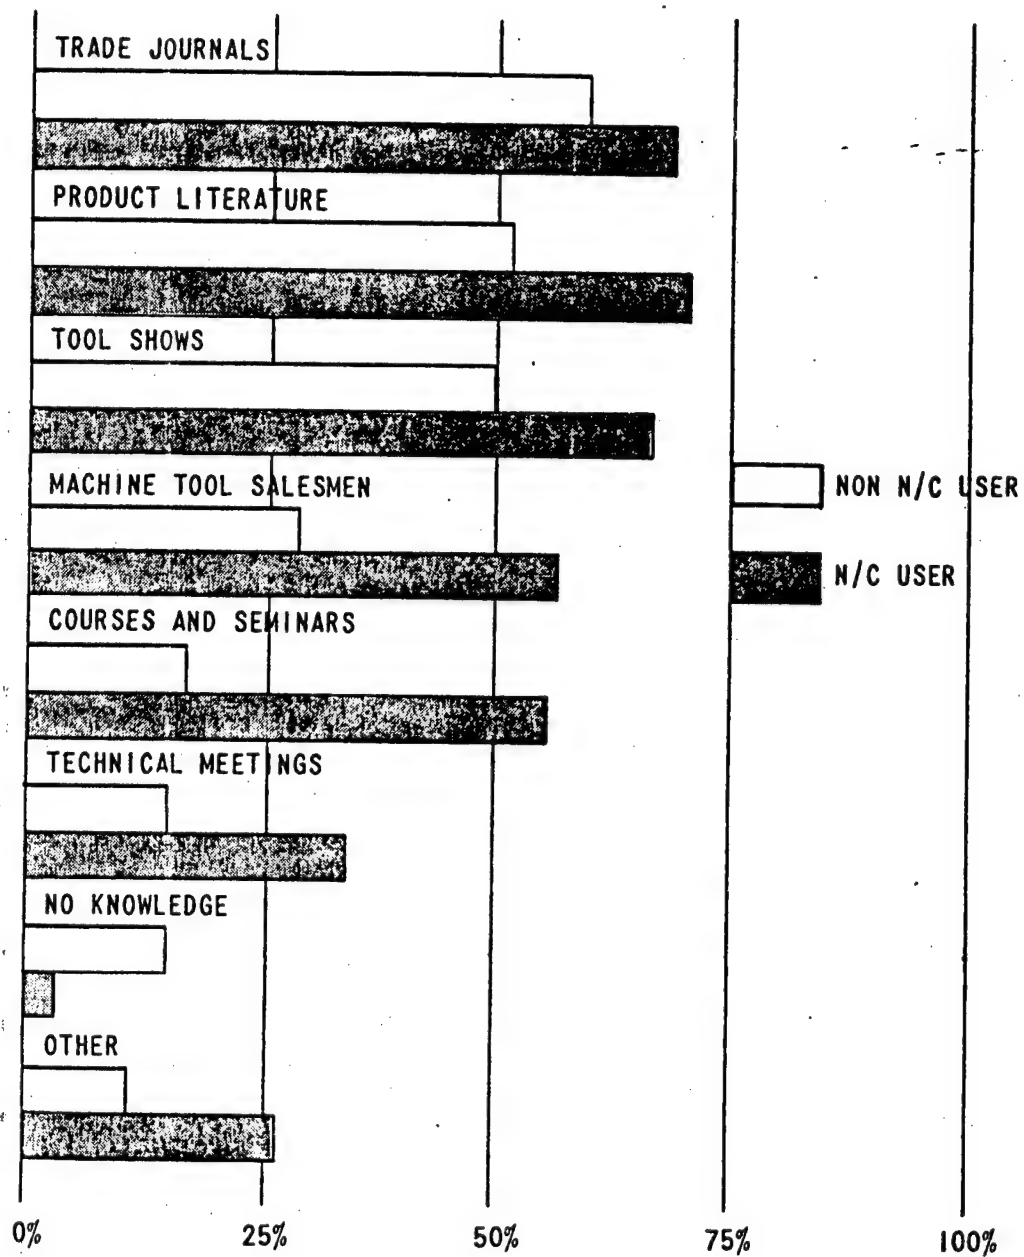 TRADE JOURNALS
PRODUCT LITERATURE
TOOL SHOWS
MACHINE TOOL SALESMEN
NON N/C USER
N/C USER
COURSES AND SEMINARS
TECHNICAL MEETINGS
NO KNOWLEDGE
OTHER
0% 25% 50% 75% 100%